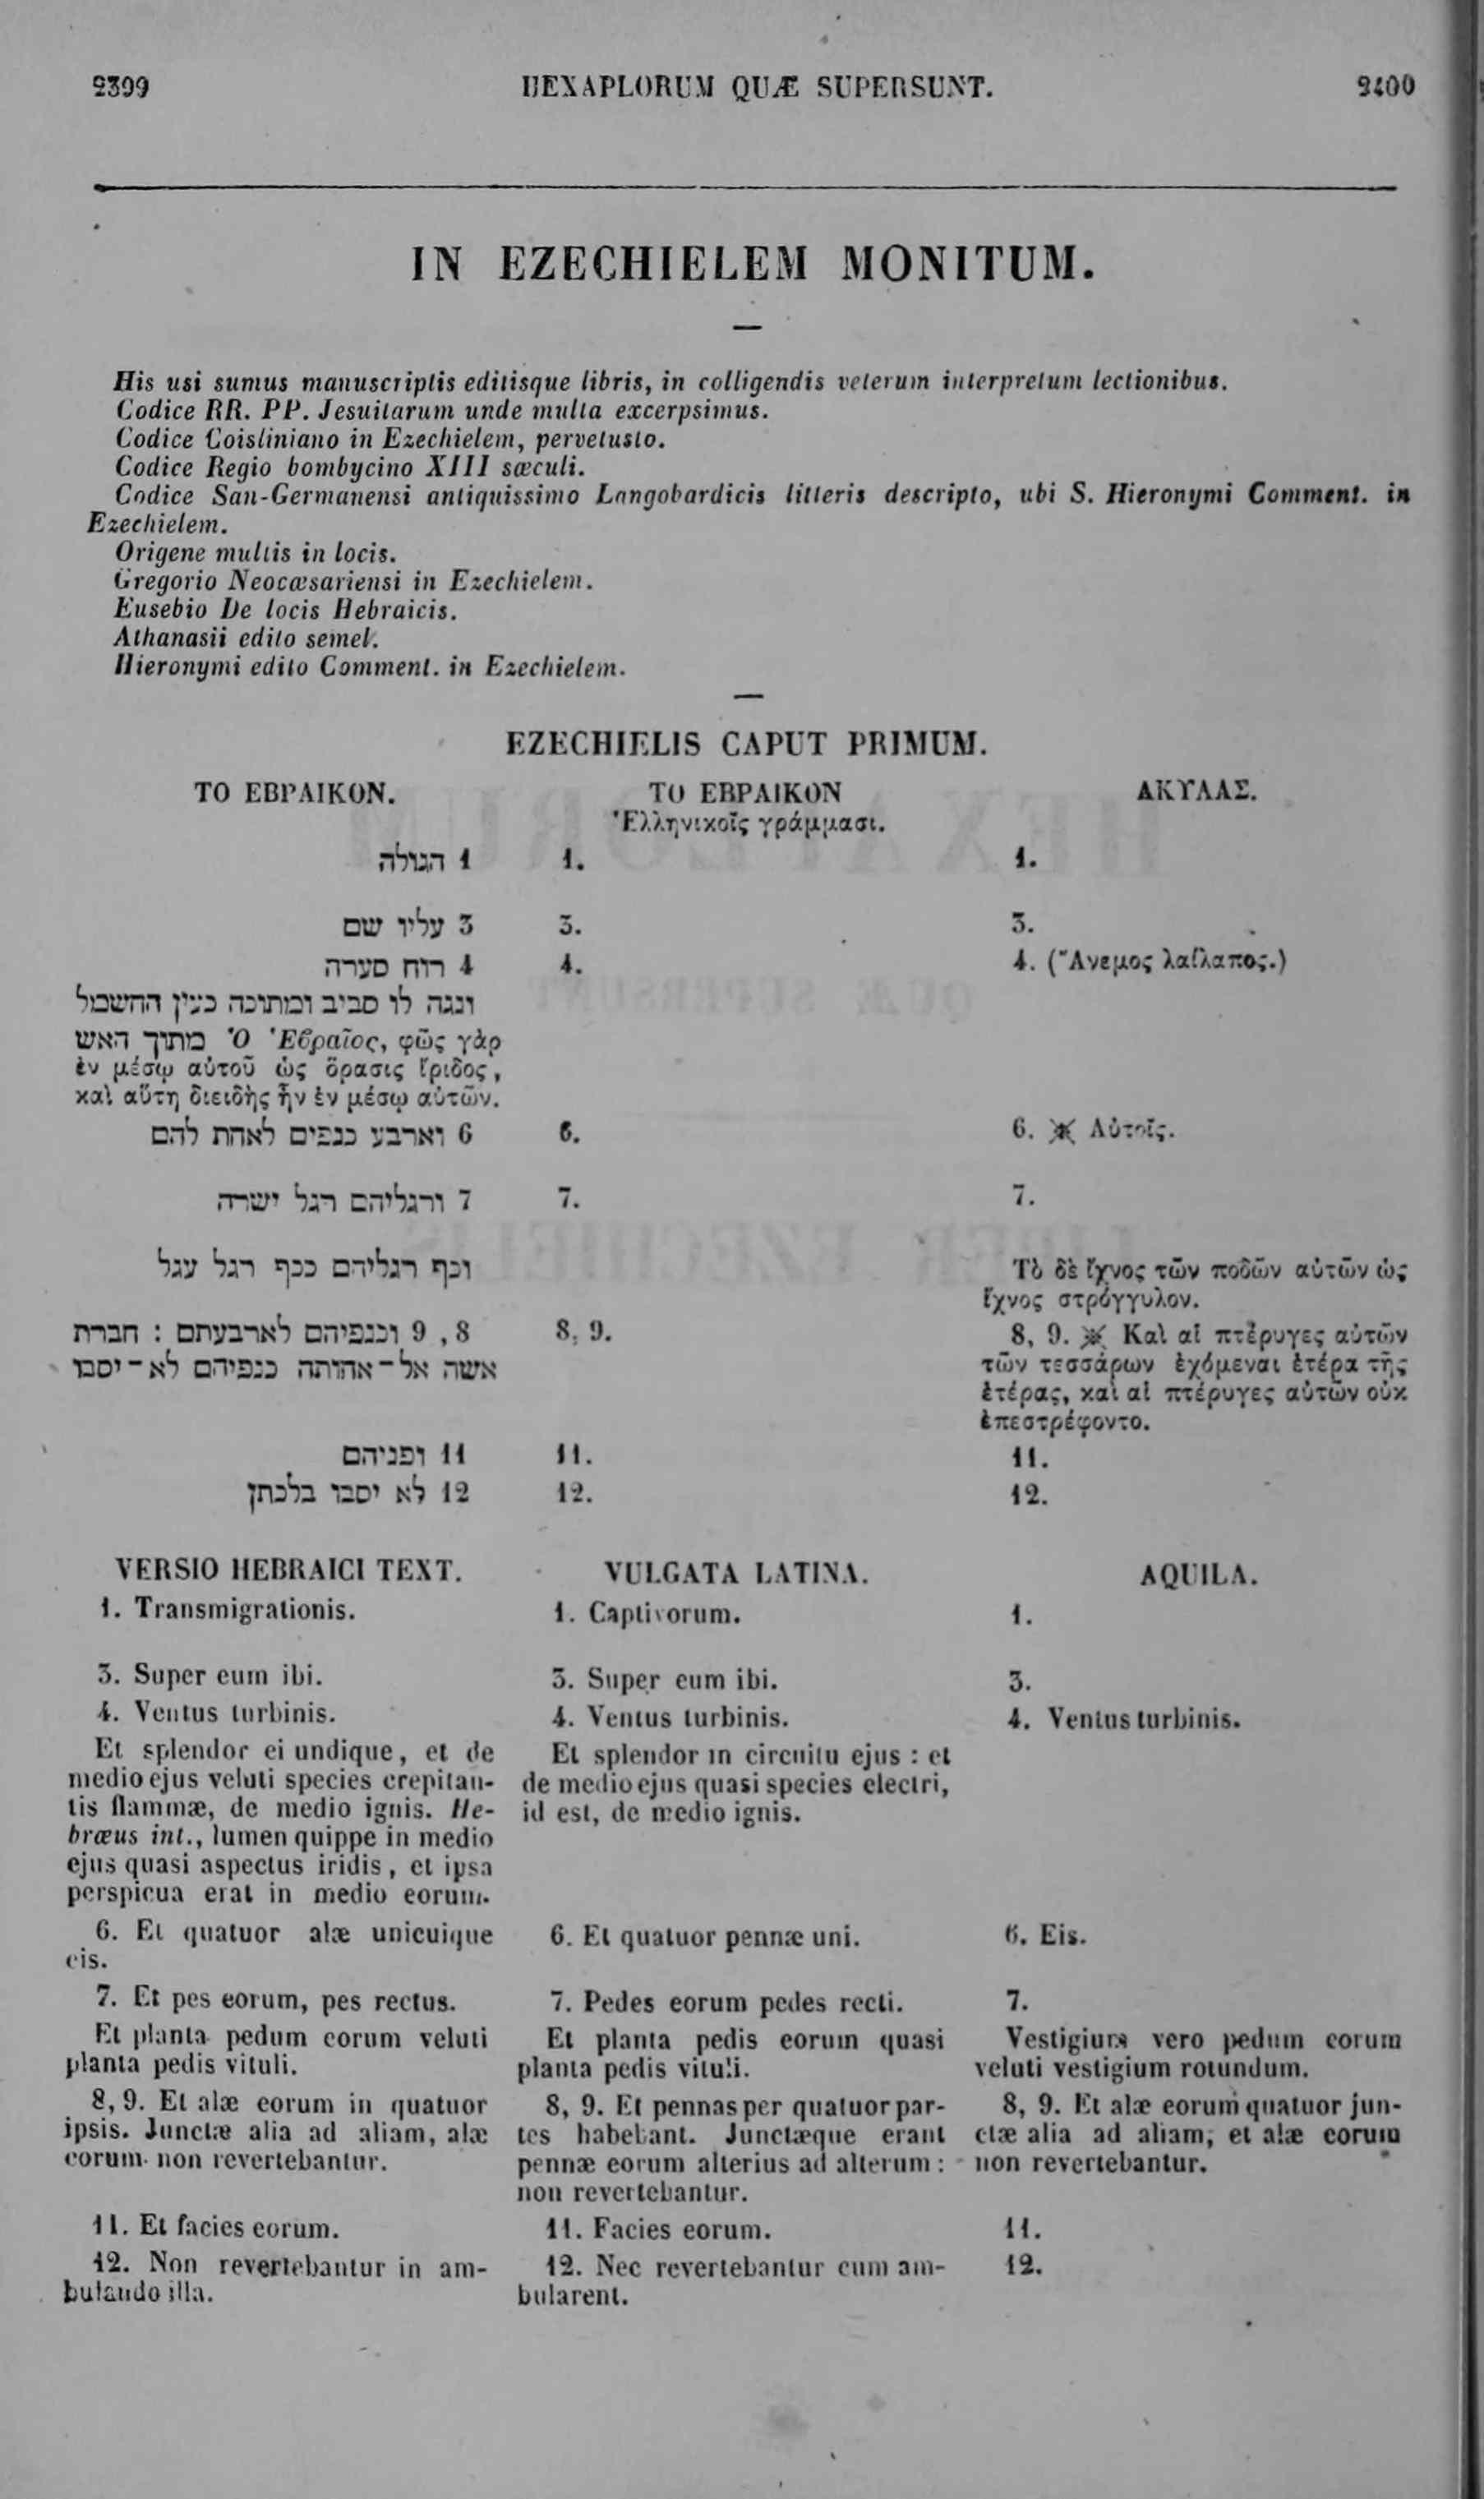 2399
HEXAPLORUM QUÆ SUPERSUNT.
2400
IN EZECHIELEM MONITUM.
His usi sumus manuscriptis editisque libris, in colligendis veterum interpretum lectionibus.
Codice RR. PP. Jesuitarum unde multa excerpsimus.
Codice Coisliniano in Ezechielem, pervetusto.
Codice Regio bombycino XIII sæculi.
Codice San-Germanensi antiquissimo Langobardicis litteris descripto, ubi S. Hieronymi Comment. in
Ezechielem.
Origene multis in locis.
Gregorio Neocæsariensi in Ezechielem.
Eusebio De locis Hebraicis.
Athanasii edito semel.
Hieronymi edito Comment. in Ezechielem.
EZECHIELIS CAPUT PRIMUM.
ΤΟ ΕΒΡΑΙΚΟΝ.
1 הגולה
3 עליו שם
4 רוח סערה
ונגה לו סביב ומתוכה כעין החשמל
מתוך האש Ὁ Ἑβραῖος, φῶς γὰρ
ἐν μέσῳ αὐτοῦ ὡς ὅρασις ἴριδος,
καὶ αὕτη διειδὴς ἦν ἐν μέσῳ αὐτῶν.
6 וארבע כנפים לאחת להם
7 ורגליהם רגל ישרה
וכף רגליהם ככף רגל עגל
8, 9 וכנפיהם לארבעתם : חברת
אשה אל-אחותה כנפיהם לא-יסבו
11 ופניהם
12 לא יסבו בלכתן
ΤΟ ΕΒΡΑΙΚΟΝ
Ἑλληνικοῖς γράμμασι.
1.
3.
4.
6.
7.
8, 9.
11.
12.
ΑΚΥΛΑΣ.
1.
3.
4. (Ἄνεμος λαίλαπος.)
6. ※ Αὐτοῖς.
7.
Τὸ δὲ ἴχνος τῶν ποδῶν αὐτῶν ὡς
ἴχνος στρόγγυλον.
8, 9. ※ Καὶ αἱ πτέρυγες αὐτῶν
τῶν τεσσάρων ἐχόμεναι ἑτέρα τῆς
ἑτέρας, καὶ αἱ πτέρυγες αὐτῶν οὐκ
ἐπεστρέφοντο.
11.
12.
VERSIO HEBRAICI TEXT.
1. Transmigrationis.
3. Super eum ibi.
4. Ventus turbinis.
Et splendor ei undique, et de
medio ejus veluti species crepitan-
tis flammæ, de medio ignis. He-
bræus int., lumen quippe in medio
ejus quasi aspectus iridis, et ipsa
perspicua erat in medio eorum.
6. Et quatuor alæ unicuique
eis.
7. Et pes eorum, pes rectus.
Et planta pedum eorum veluti
planta pedis vituli.
8, 9. Et alæ eorum in quatuor
ipsis. Junctæ alia ad aliam, alæ
eorum non revertebantur.
11. Et facies eorum.
12. Non revertebantur in am-
bulando illa.
VULGATA LATINA.
1. Captivorum.
3. Super eum ibi.
4. Ventus turbinis.
Et splendor in circuitu ejus : et
de medio ejus quasi species electri,
id est, de medio ignis.
6. Et quatuor pennæ uni.
7. Pedes eorum pedes recti.
Et planta pedis eorum quasi
planta pedis vituli.
8, 9. Et pennas per quatuor par-
tes habebant. Junctæque erant
pennæ eorum alterius ad alterum :
non revertebantur.
11. Facies eorum.
12. Nec revertebantur cum am-
bularent.
AQUILA.
1.
3.
4. Ventus turbinis.
6. Eis.
7.
Vestigium vero pedum eorum
veluti vestigium rotundum.
8, 9. Et alæ eorum quatuor jun-
ctæ alia ad aliam, et alæ eorum
non revertebantur.
11.
12.